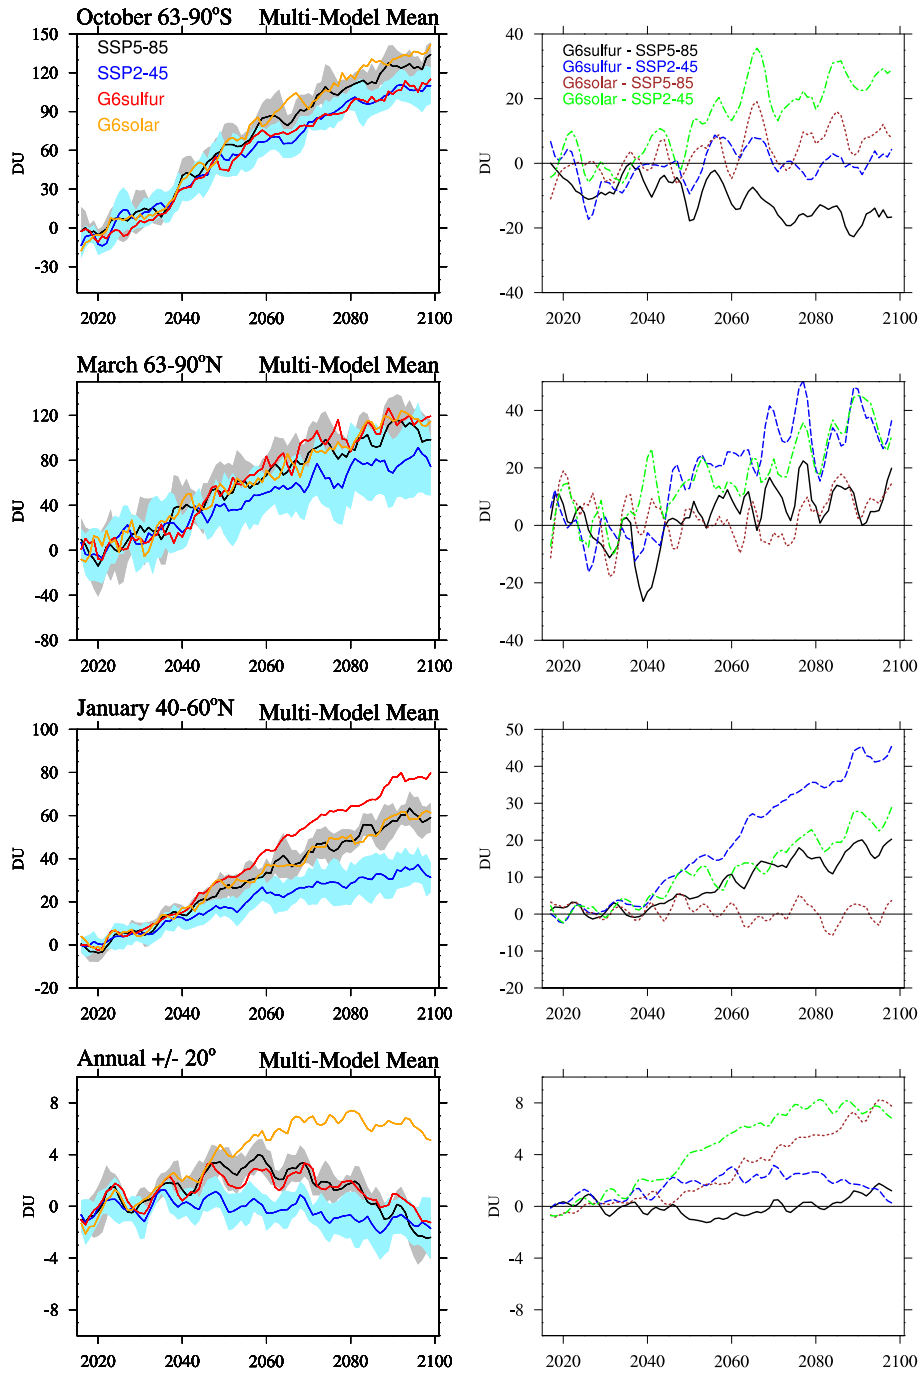 October 63-90°S Multi-Model Mean
150
120
90
60
30
0
-30
DU
SSP5-85
SSP2-45
G6sulfur
G6solar
2020 2040 2060 2080 2100
40
20
0
-20
-40
DU
G6sulfur - SSP5-85
G6sulfur - SSP2-45
G6solar - SSP5-85
G6solar - SSP2-45
2020 2040 2060 2080 2100
March 63-90°N Multi-Model Mean
120
80
40
0
-40
-80
DU
2020 2040 2060 2080 2100
40
20
0
-20
-40
DU
2020 2040 2060 2080 2100
January 40-60°N Multi-Model Mean
100
80
60
40
20
0
-20
DU
2020 2040 2060 2080 2100
50
40
30
20
10
0
-10
-20
DU
2020 2040 2060 2080 2100
Annual +/- 20° Multi-Model Mean
8
4
0
-4
-8
DU
2020 2040 2060 2080 2100
8
4
0
-4
-8
DU
2020 2040 2060 2080 2100